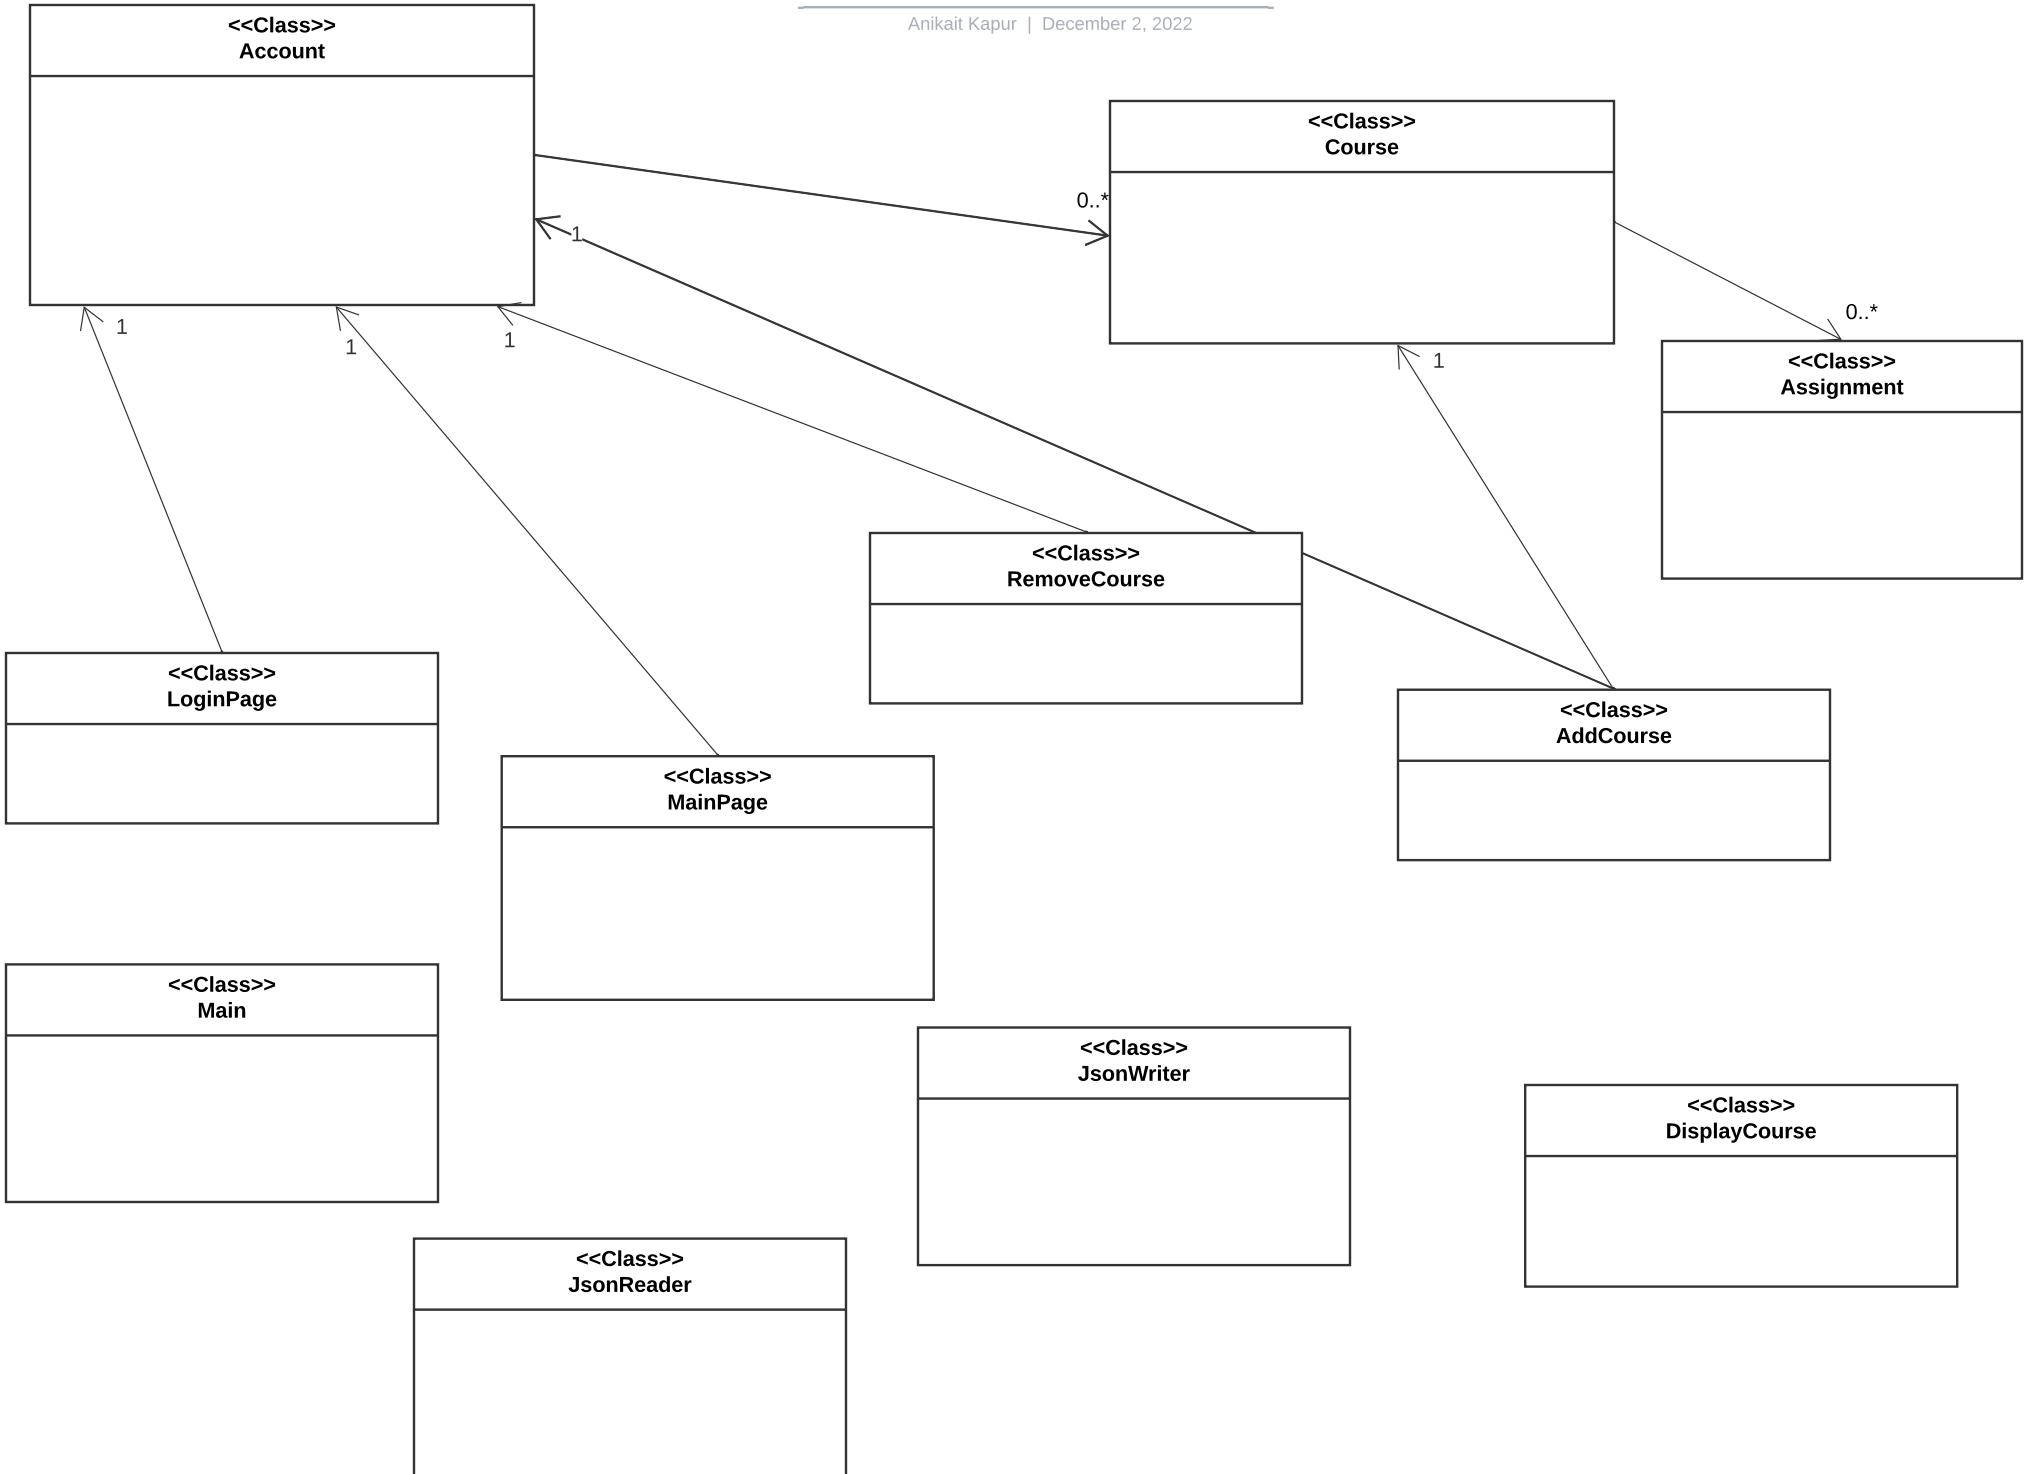 Anikait Kapur | December 2, 2022
<<Class>>
Account
<<Class>>
Course
0..*
1
0..*
1
1
1
1
<<Class>>
Assignment
<<Class>>
RemoveCourse
<<Class>>
LoginPage
<<Class>>
AddCourse
<<Class>>
MainPage
<<Class>>
Main
<<Class>>
JsonWriter
<<Class>>
DisplayCourse
<<Class>>
JsonReader